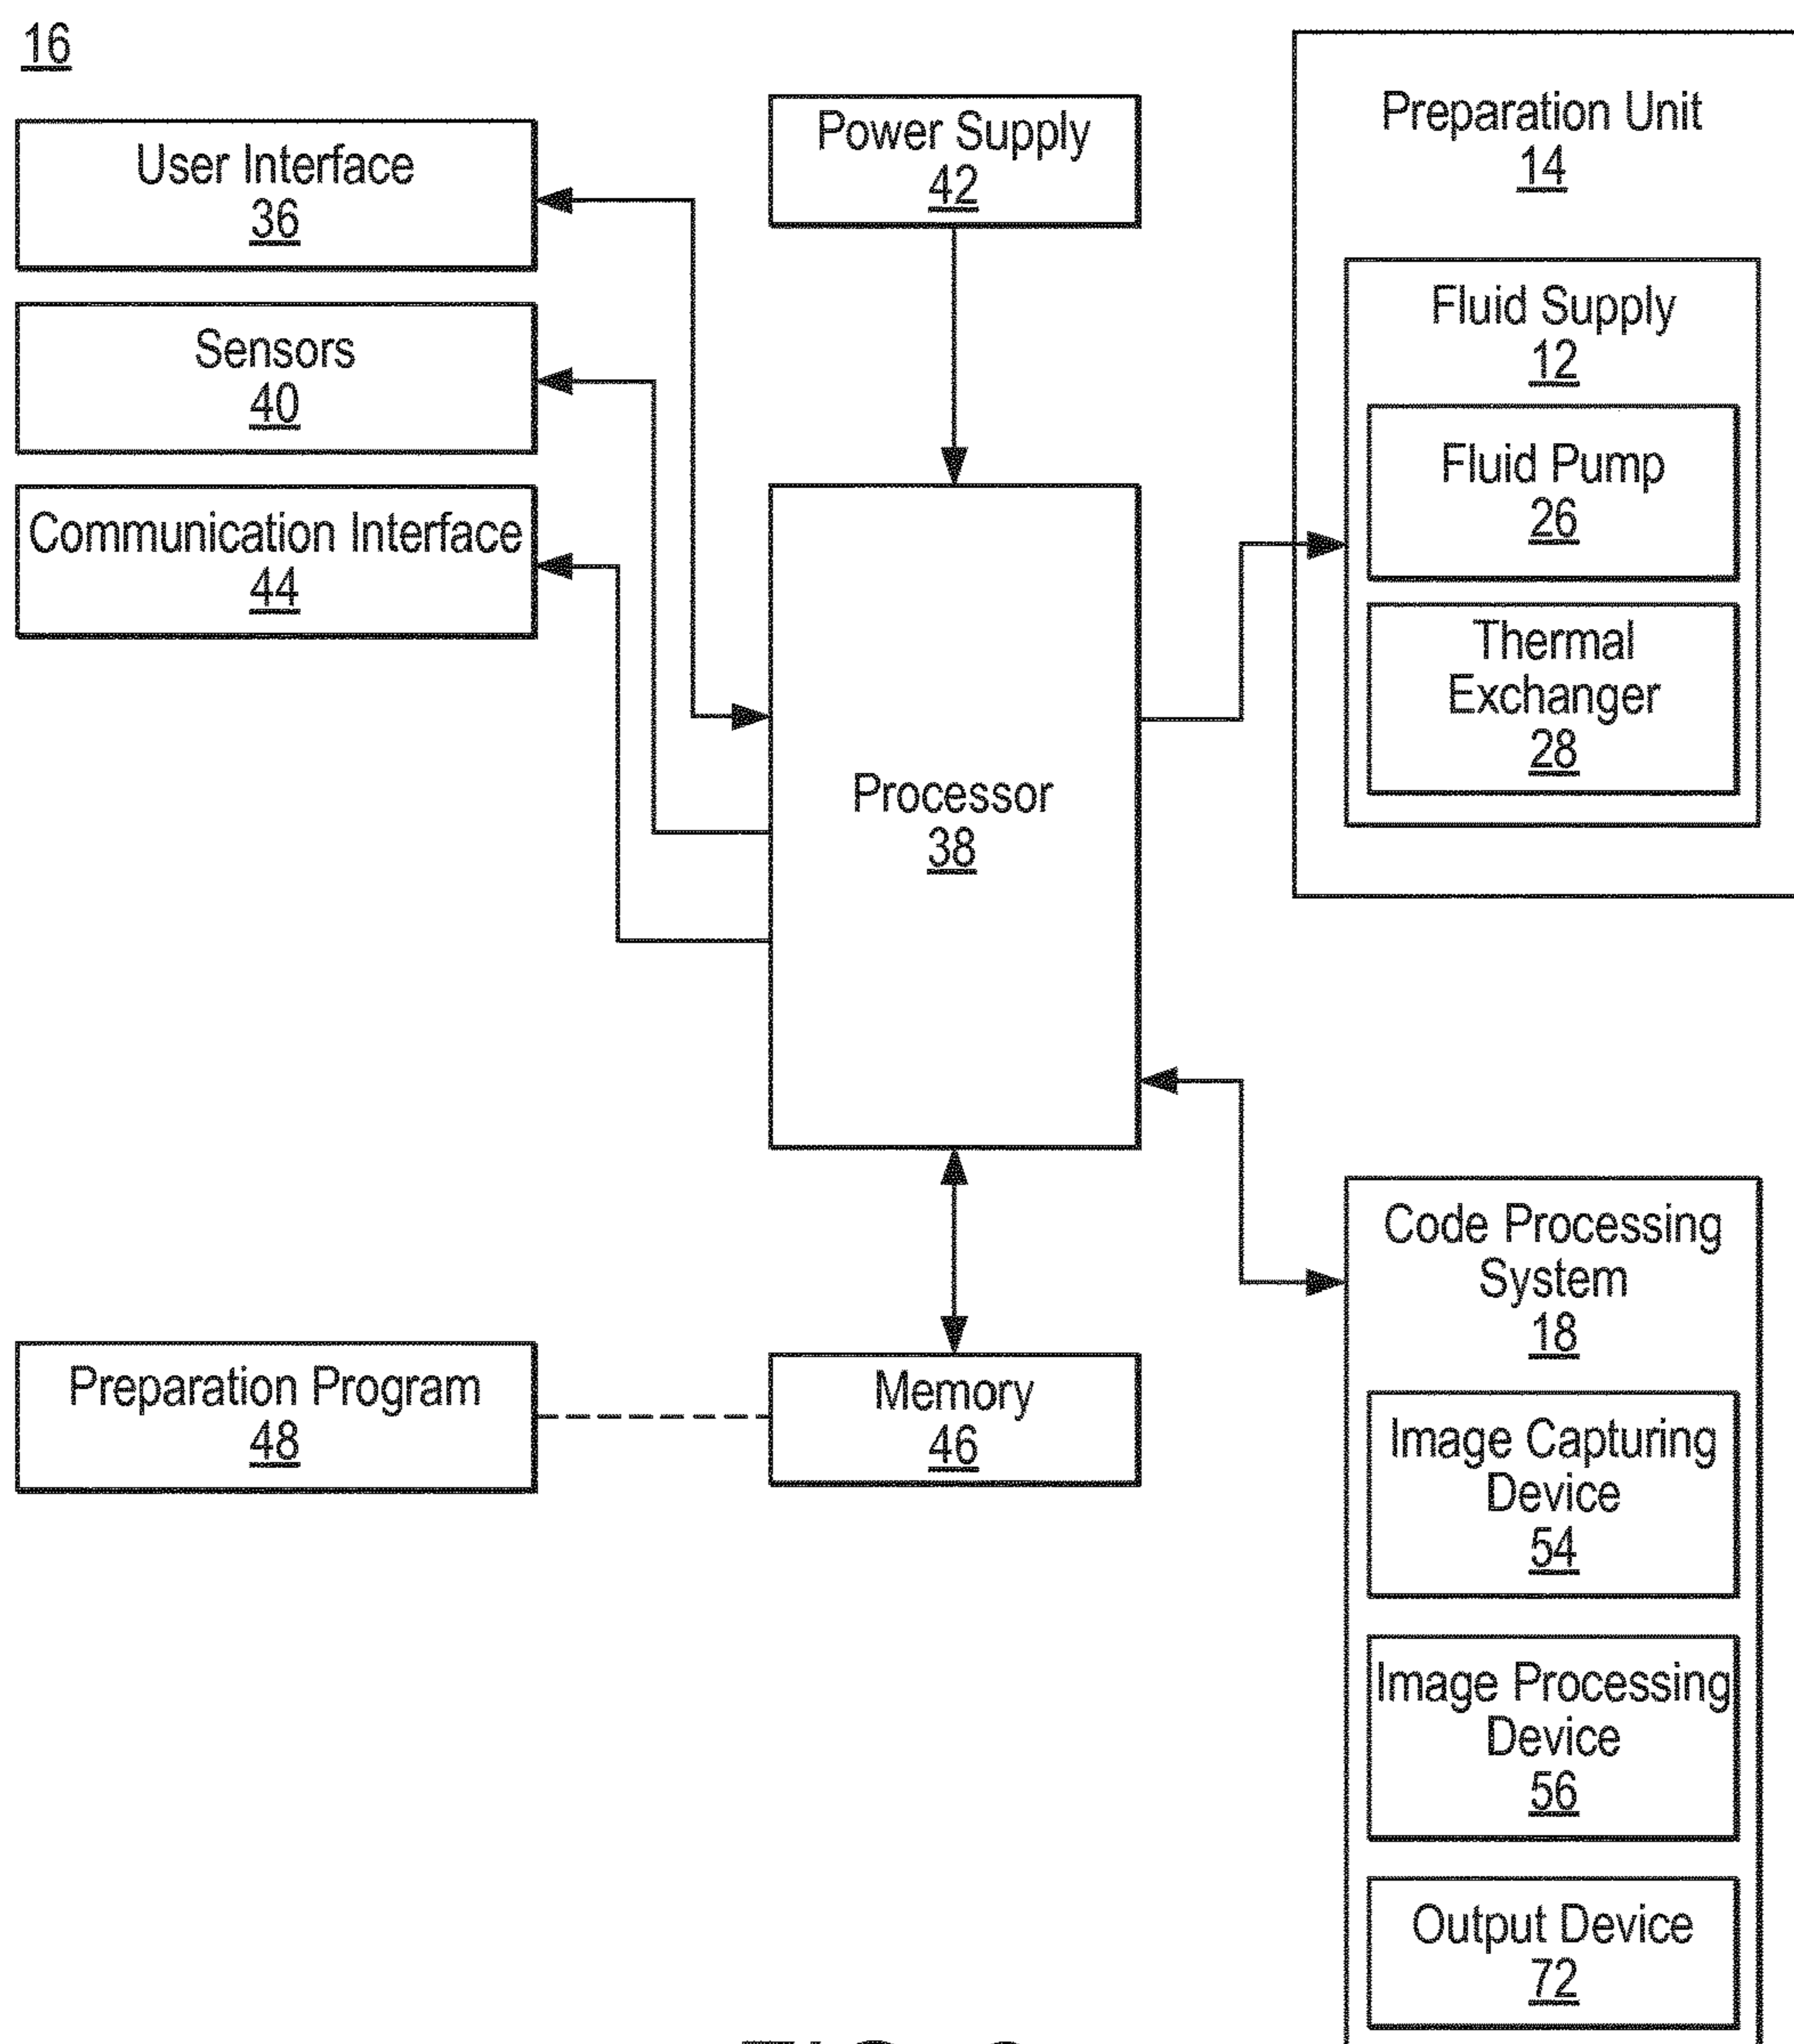 16
User Interface
36
Sensors
40
Communication Interface
44
Power Supply
42
Processor
38
Preparation Unit
14
Fluid Supply
12
Fluid Pump
26
Thermal
Exchanger
28
Preparation Program
48
Memory
46
Code Processing
System
18
Image Capturing
Device
54
Image Processing
Device
56
Output Device
72